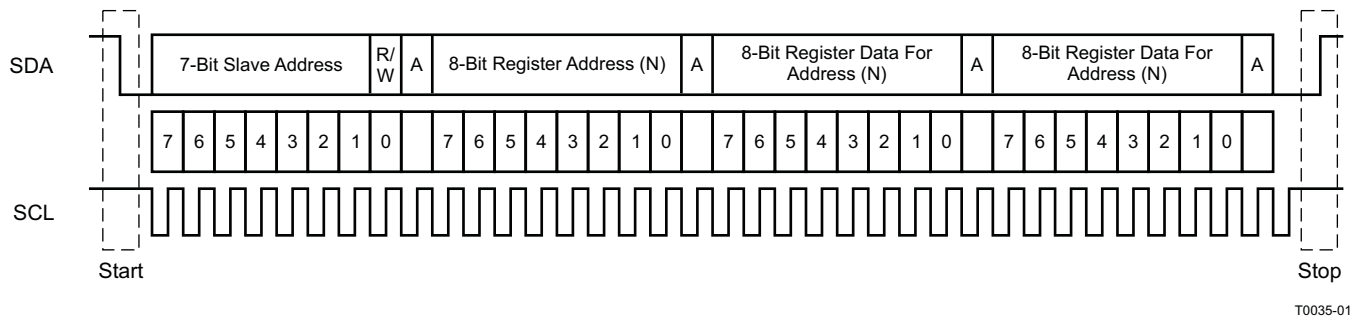 SDA
7-Bit Slave Address
R/
W
A
8-Bit Register Address (N)
A
8-Bit Register Data For
Address (N)
A
8-Bit Register Data For
Address (N)
A
7 6 5 4 3 2 1 0 7 6 5 4 3 2 1 0 7 6 5 4 3 2 1 0 7 6 5 4 3 2 1 0
SCL
Start
Stop
T0035-01